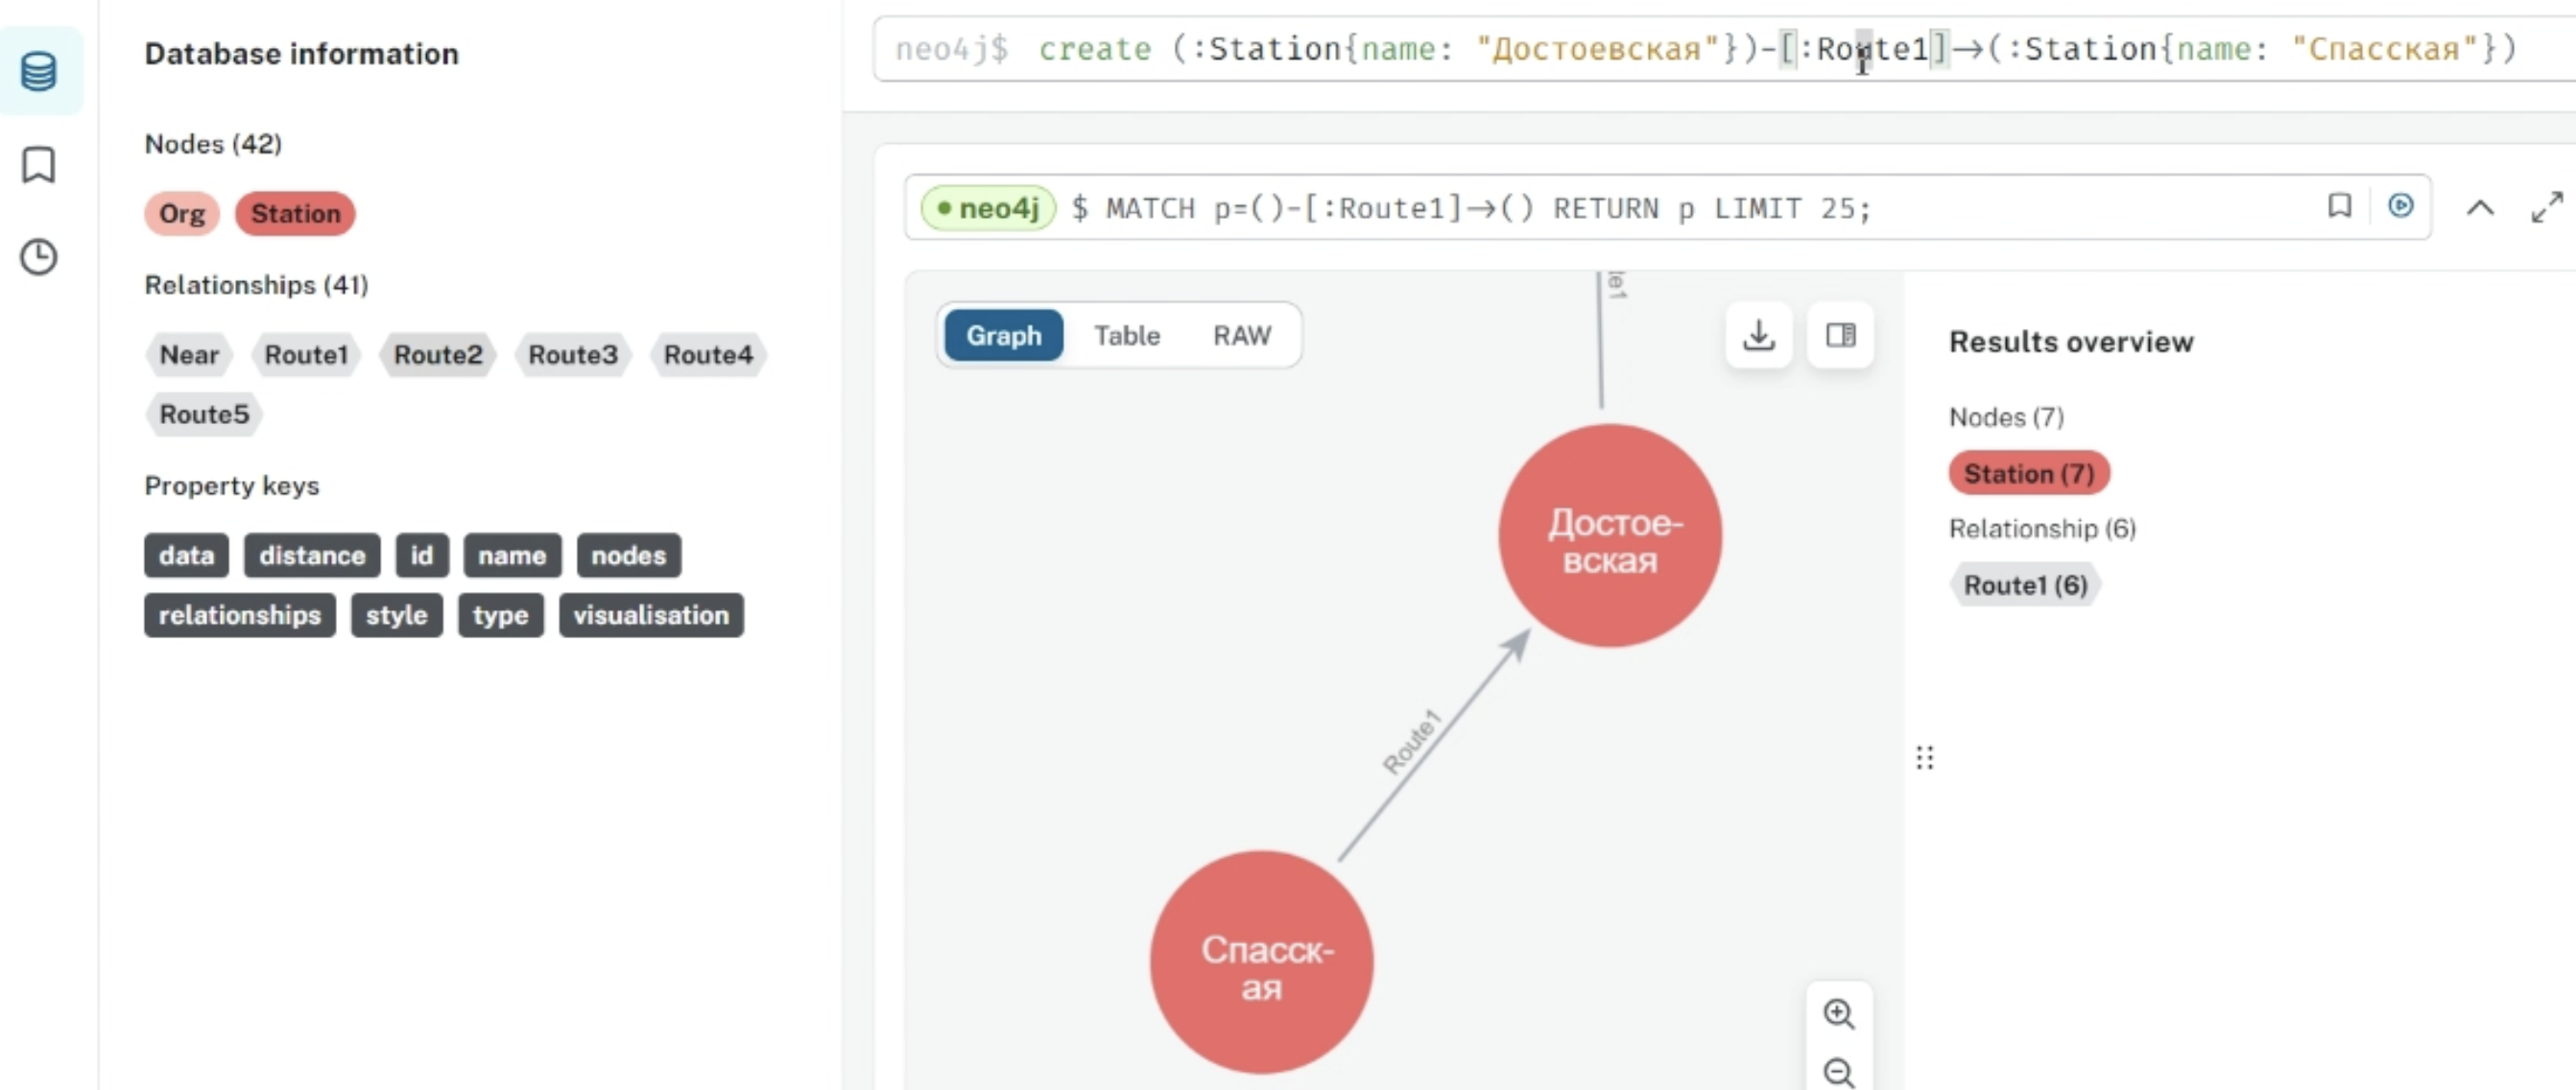 Database information
Nodes (42)
Org Station
Relationships (41)
Near Route1 Route2 Route3 Route4
Route5
Property keys
data distance id name nodes
relationships style type visualisation
neo4j$ create (:Station{name: "Достоевская"})-[:Route1]->(:Station{name: "Спасская"})
neo4j $ MATCH p=()-[:Route1]->() RETURN p LIMIT 25;
Graph Table RAW
te1
Достое-
вская
Route1
Спасск-
ая
Results overview
Nodes (7)
Station (7)
Relationship (6)
Route1 (6)